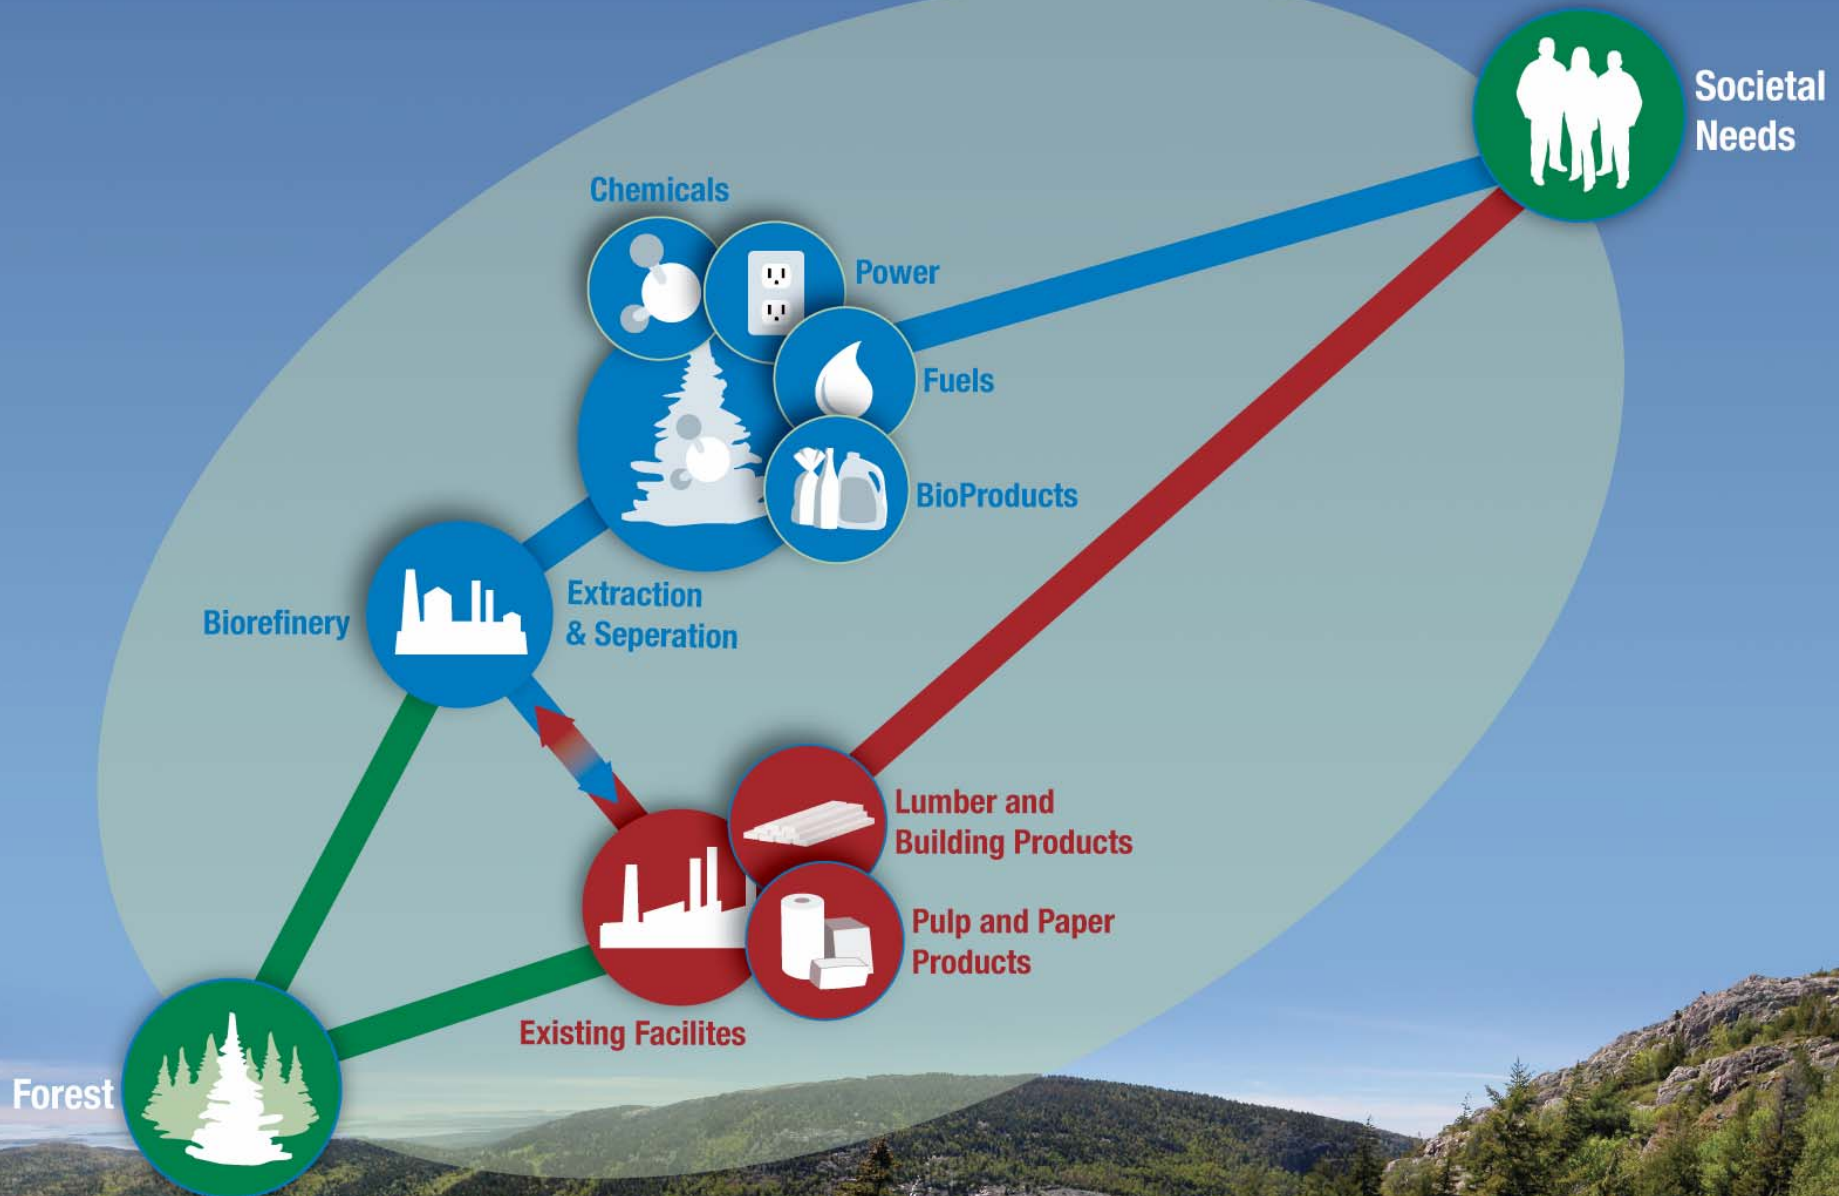 Societal
Needs
Chemicals
Power
Fuels
BioProducts
Extraction
& Seperation
Biorefinery
Lumber and
Building Products
Pulp and Paper
Products
Existing Facilites
Forest